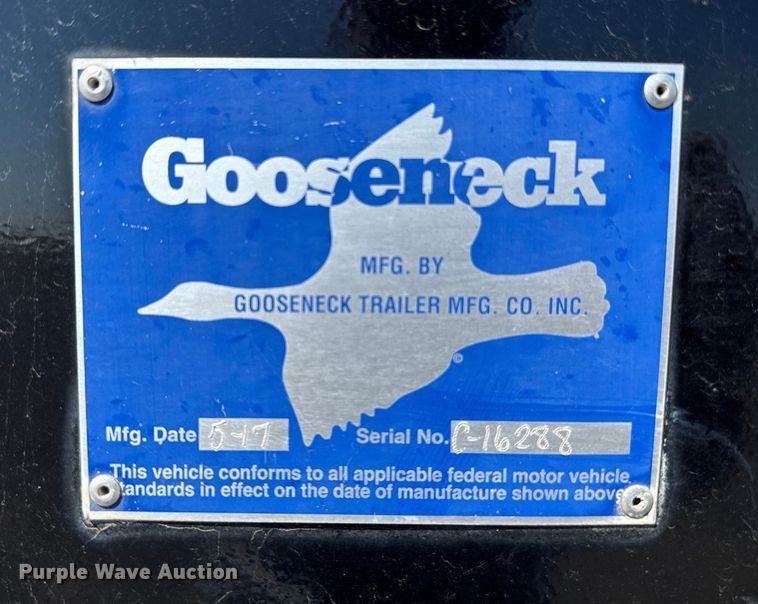 Gooseneck
MFG. BY
GOOSENECK TRAILER MFG. CO. INC.
©
Mfg. Date 5-17 Serial No. C-16288
This vehicle conforms to all applicable federal motor vehicle
standards in effect on the date of manufacture shown above
Purple Wave Auction